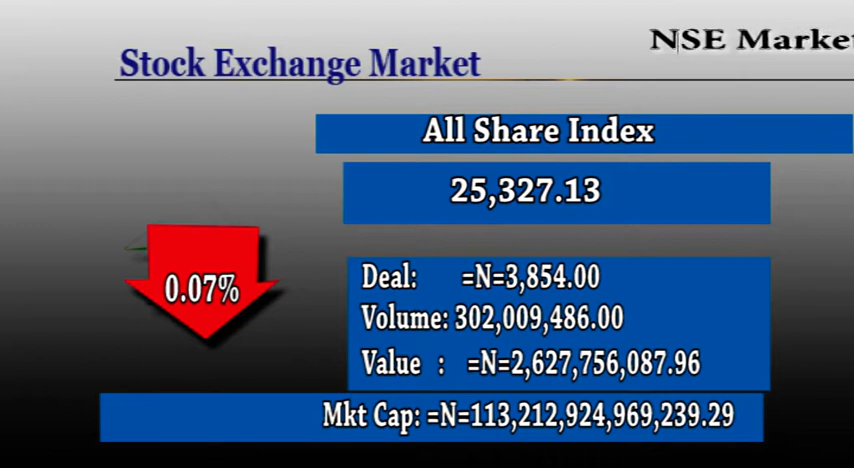 NSE Market
Stock Exchange Market
All Share Index
25,327.13
0.07%
Deal: =N=3,854.00
Volume: 302,009,486.00
Value : =N=2,627,756,087.96
Mkt Cap: =N=113,212,924,969,239.29